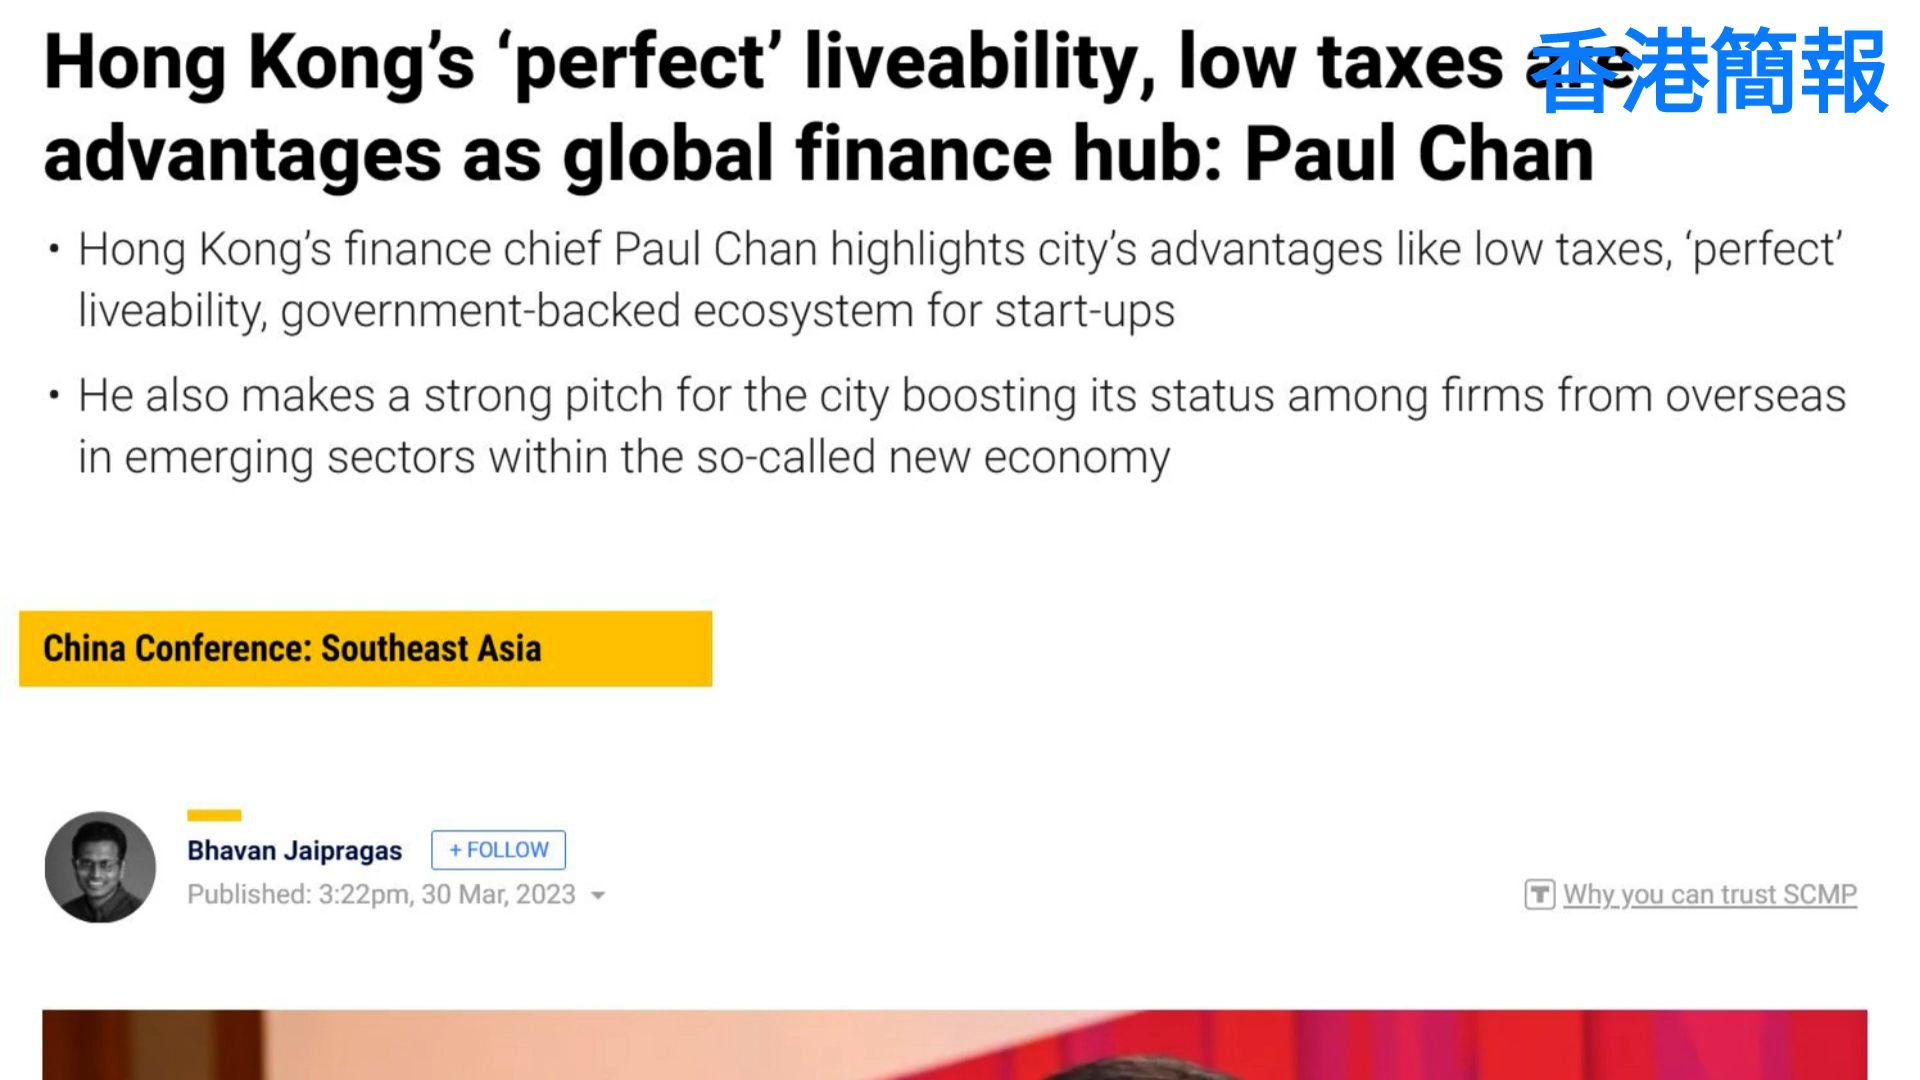 Hong Kong’s ‘perfect’ liveability, low taxes are
香港簡報
advantages as global finance hub: Paul Chan
• Hong Kong’s finance chief Paul Chan highlights city’s advantages like low taxes, ‘perfect’
liveability, government-backed ecosystem for start-ups
• He also makes a strong pitch for the city boosting its status among firms from overseas
in emerging sectors within the so-called new economy
China Conference: Southeast Asia
Bhavan Jaipragas
+ FOLLOW
Published: 3:22pm, 30 Mar, 2023
T Why you can trust SCMP